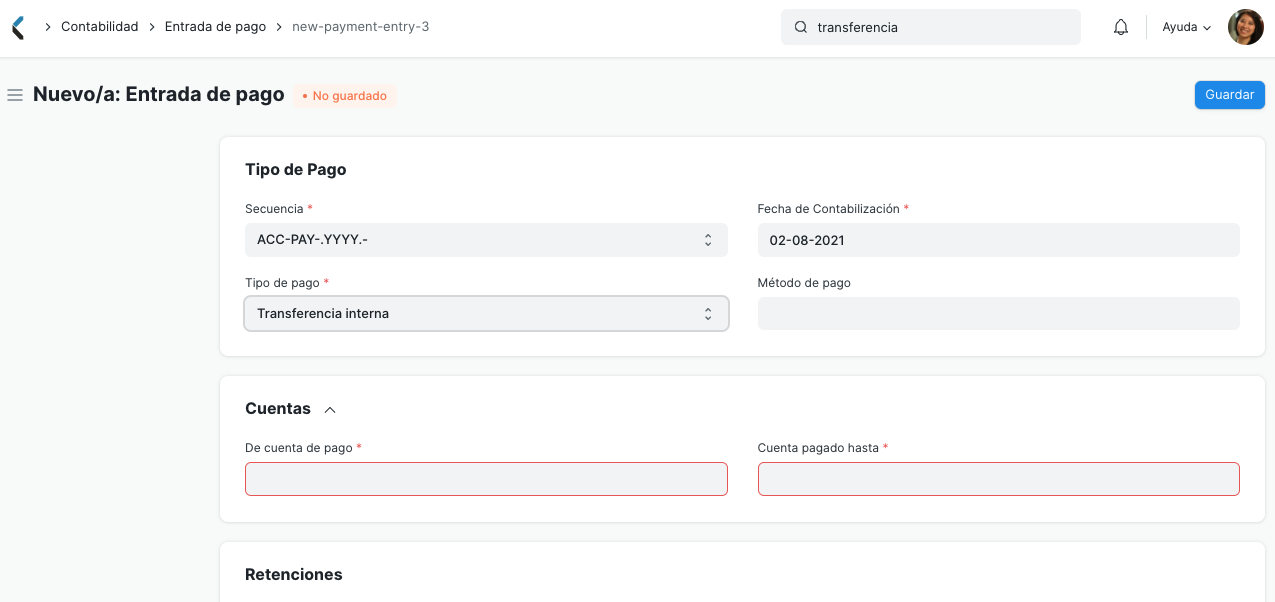 Contabilidad > Entrada de pago > new-payment-entry-3
transferencia
Ayuda
Nuevo/a: Entrada de pago
• No guardado
Guardar
Tipo de Pago
Secuencia *
Fecha de Contabilización *
ACC-PAY-.YYYY.-
02-08-2021
Tipo de pago *
Método de pago
Transferencia interna
Cuentas
De cuenta de pago *
Cuenta pagado hasta *
Retenciones